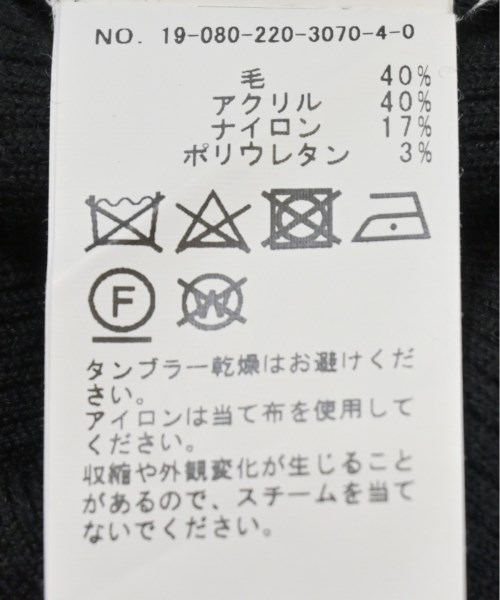 NO. 19-080-220-3070-4-0
毛 40%
アクリル 40%
ナイロン 17%
ポリウレタン 3%
F W
タンブラー乾燥はお避けくだ
さい。
アイロンは当て布を使用して
ください。
収縮や外観変化が生じること
があるので、スチームを当て
ないでください。